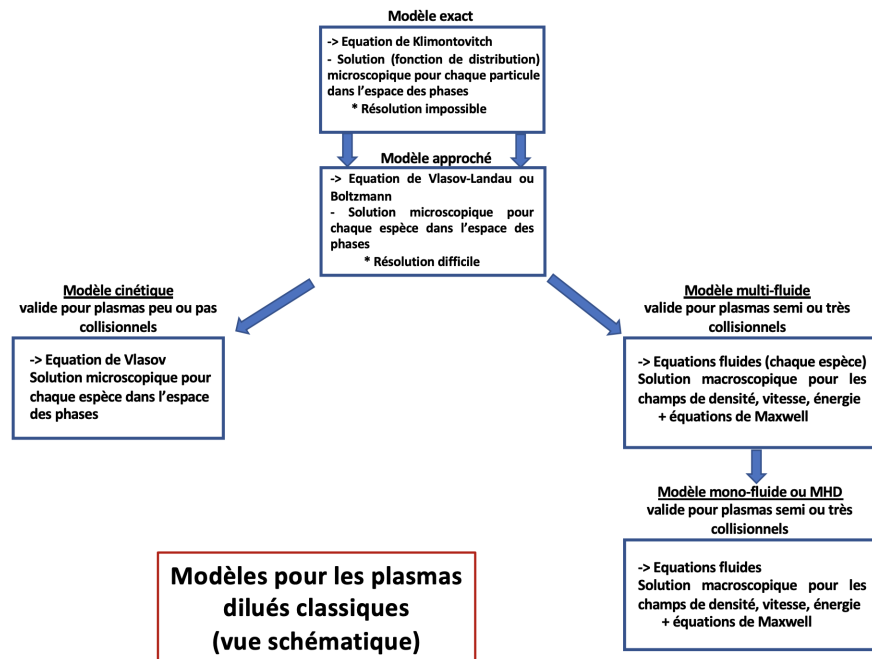 Modèle exact
-> Equation de Klimontovitch
- Solution (fonction de distribution)
microscopique pour chaque particule
dans l'espace des phases
* Résolution impossible
Modèle approché
-> Equation de Vlasov-Landau ou
Boltzmann
- Solution microscopique pour
chaque espèce dans l'espace des
phases
* Résolution difficile
Modèle cinétique
valide pour plasmas peu ou pas
collisionnels
-> Equation de Vlasov
Solution microscopique pour
chaque espèce dans l'espace
des phases
Modèle multi-fluide
valide pour plasmas semi ou très
collisionnels
-> Equations fluides (chaque espèce)
Solution macroscopique pour les
champs de densité, vitesse, énergie
+ équations de Maxwell
Modèle mono-fluide ou MHD
valide pour plasmas semi ou très
collisionnels
-> Equations fluides
Solution macroscopique pour les
champs de densité, vitesse, énergie
+ équations de Maxwell
Modèles pour les plasmas
dilués classiques
(vue schématique)